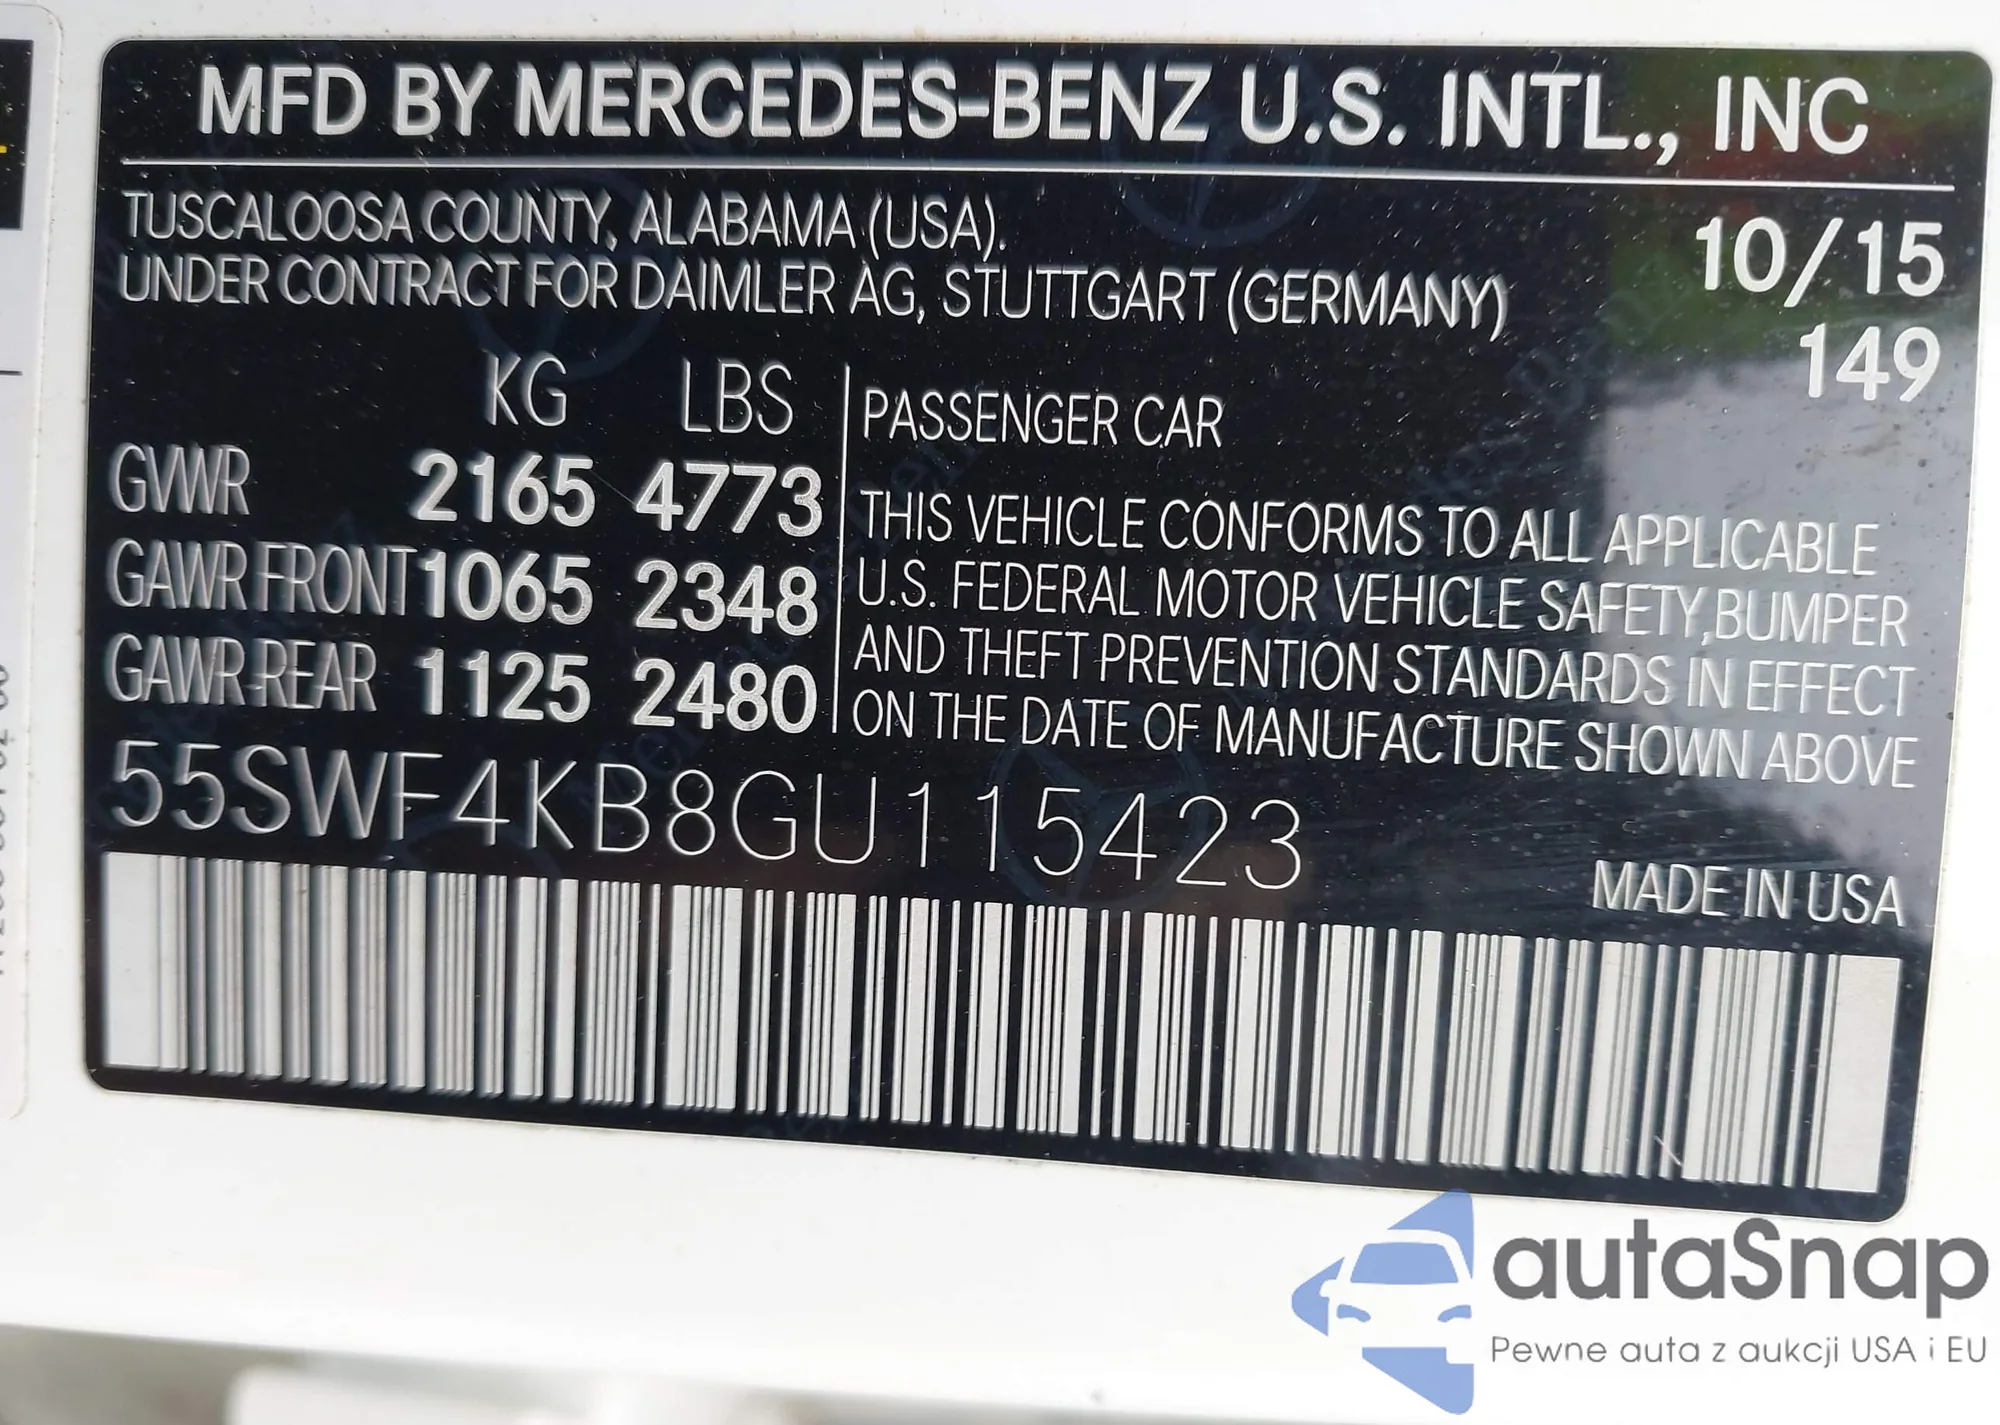 MFD BY MERCEDES-BENZ U.S. INTL., INC
TUSCALOOSA COUNTY, ALABAMA (USA).
UNDER CONTRACT FOR DAIMLER AG, STUTTGART (GERMANY)
10/15
149
KG LBS
GVWR 2165 4773
GAWR FRONT 1065 2348
GAWR REAR 1125 2480
PASSENGER CAR
THIS VEHICLE CONFORMS TO ALL APPLICABLE
U.S. FEDERAL MOTOR VEHICLE SAFETY, BUMPER
AND THEFT PREVENTION STANDARDS IN EFFECT
ON THE DATE OF MANUFACTURE SHOWN ABOVE
55SWF4KB8GU115423
MADE IN USA
autaSnap
Pewne auta z aukcji USA i EU